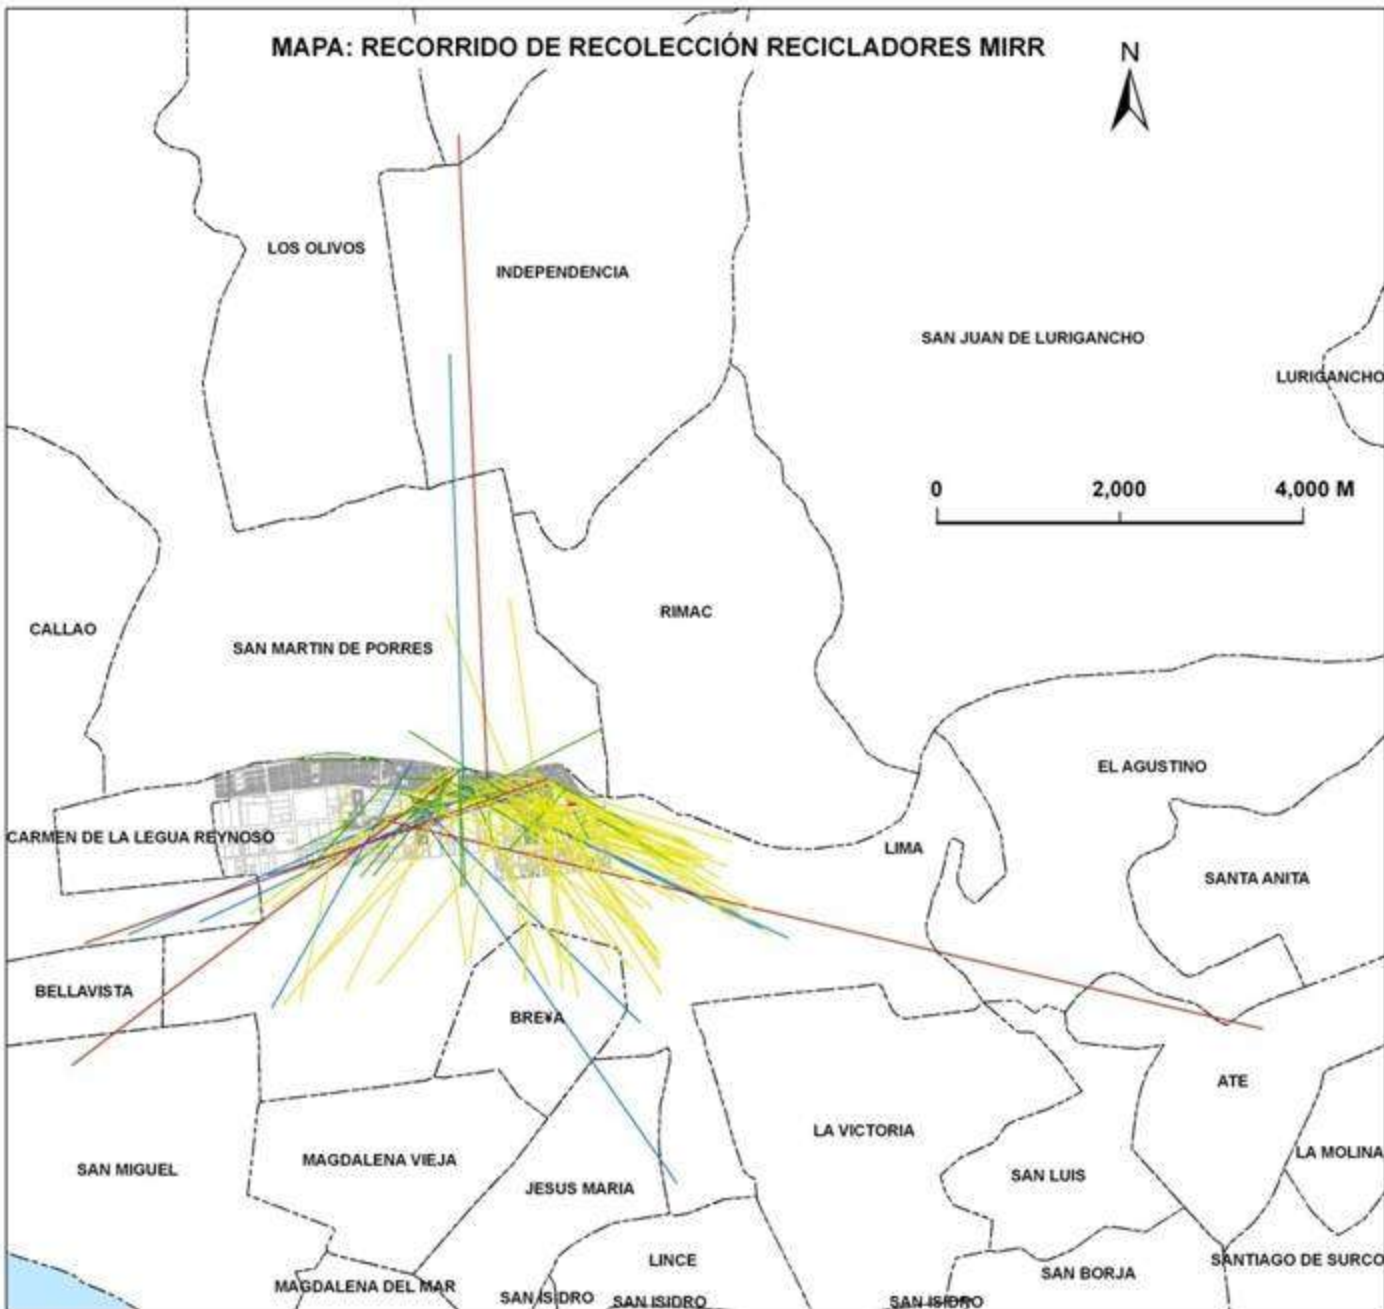 MAPA: RECORRIDO DE RECOLECCIÓN RECICLADORES MIRR
N
LOS OLIVOS
INDEPENDENCIA
SAN JUAN DE LURIGANCHO
LURIGANCHO
0 2,000 4,000 M
CALLAO
RIMAC
SAN MARTIN DE PORRES
EL AGUSTINO
CARMEN DE LA LEGUA REYNOSO
LIMA
SANTA ANITA
BELLAVISTA
BRE¥A
ATE
LA VICTORIA
LA MOLINA
SAN MIGUEL
MAGDALENA VIEJA
SAN LUIS
JESUS MARIA
LINCE
SANTIAGO DE SURCO
SAN BORJA
MAGDALENA DEL MAR
SAN ISIDRO
SAN ISIDRO
SAN ISIDRO